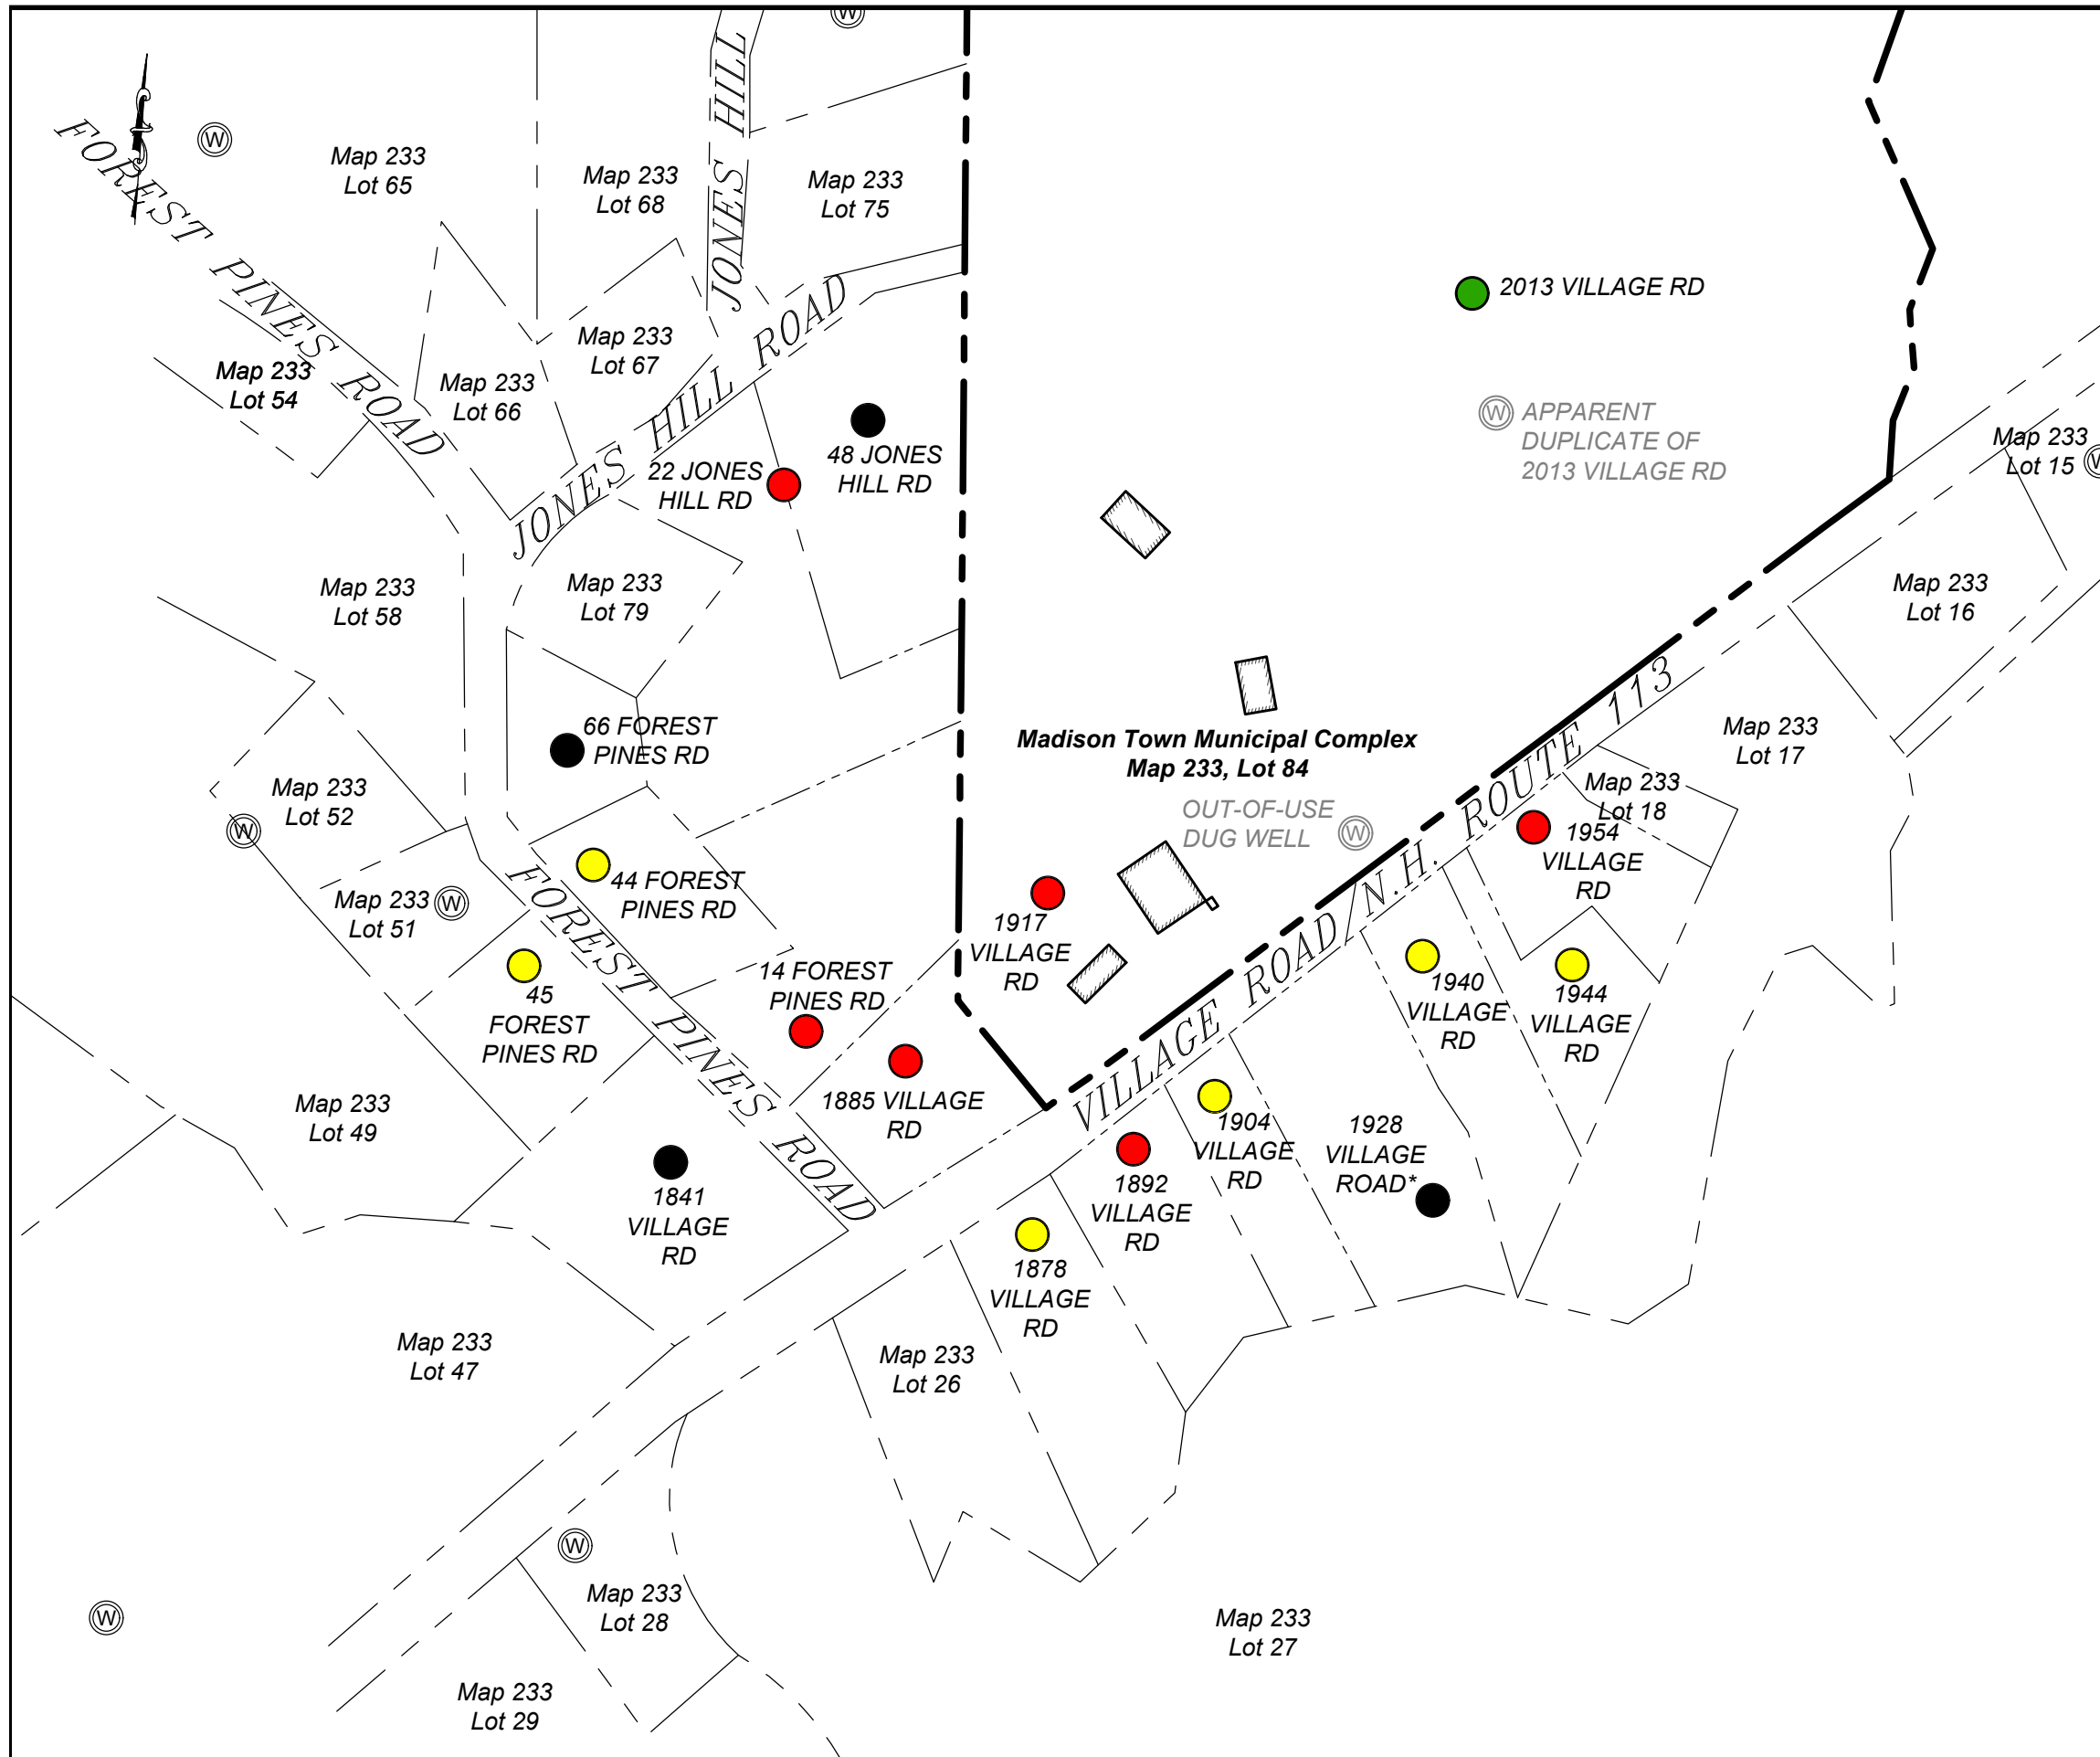 W
W
FOREST PINES ROAD
JONES HILL
JONES HILL
Map 233
Lot 65
Map 233
Lot 68
Map 233
Lot 75
2013 VILLAGE RD
Map 233
Lot 67
Map 233
Lot 54
Map 233
Lot 66
JONES HILL ROAD
W
APPARENT
DUPLICATE OF
2013 VILLAGE RD
Map 233
Lot 15
W
22 JONES
HILL RD
48 JONES
HILL RD
Map 233
Lot 58
Map 233
Lot 79
Map 233
Lot 16
66 FOREST
PINES RD
Madison Town Municipal Complex
Map 233, Lot 84
Map 233
Lot 17
Map 233
Lot 52
W
OUT-OF-USE
DUG WELL
W
Map 233
Lot 18
1954
VILLAGE
RD
VILLAGE ROAD/N.H. ROUTE 113
Map 233
Lot 51
W
44 FOREST
PINES RD
FOREST PINES ROAD
1917
VILLAGE
RD
45
FOREST
PINES RD
14 FOREST
PINES RD
1940
VILLAGE
RD
1944
VILLAGE
RD
Map 233
Lot 49
1885 VILLAGE
RD
1904
VILLAGE
RD
1928
VILLAGE
ROAD*
1841
VILLAGE
RD
1892
VILLAGE
RD
1878
VILLAGE
RD
Map 233
Lot 47
Map 233
Lot 26
W
W
Map 233
Lot 28
Map 233
Lot 27
Map 233
Lot 29